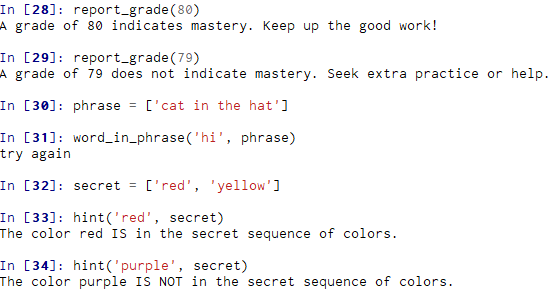 In [28]: report_grade(80)
A grade of 80 indicates mastery. Keep up the good work!
In [29]: report_grade(79)
A grade of 79 does not indicate mastery. Seek extra practice or help.
In [30]: phrase = ['cat in the hat']
In [31]: word_in_phrase('hi', phrase)
try again
In [32]: secret = ['red', 'yellow']
In [33]: hint('red', secret)
The color red IS in the secret sequence of colors.
In [34]: hint('purple', secret)
The color purple IS NOT in the secret sequence of colors.